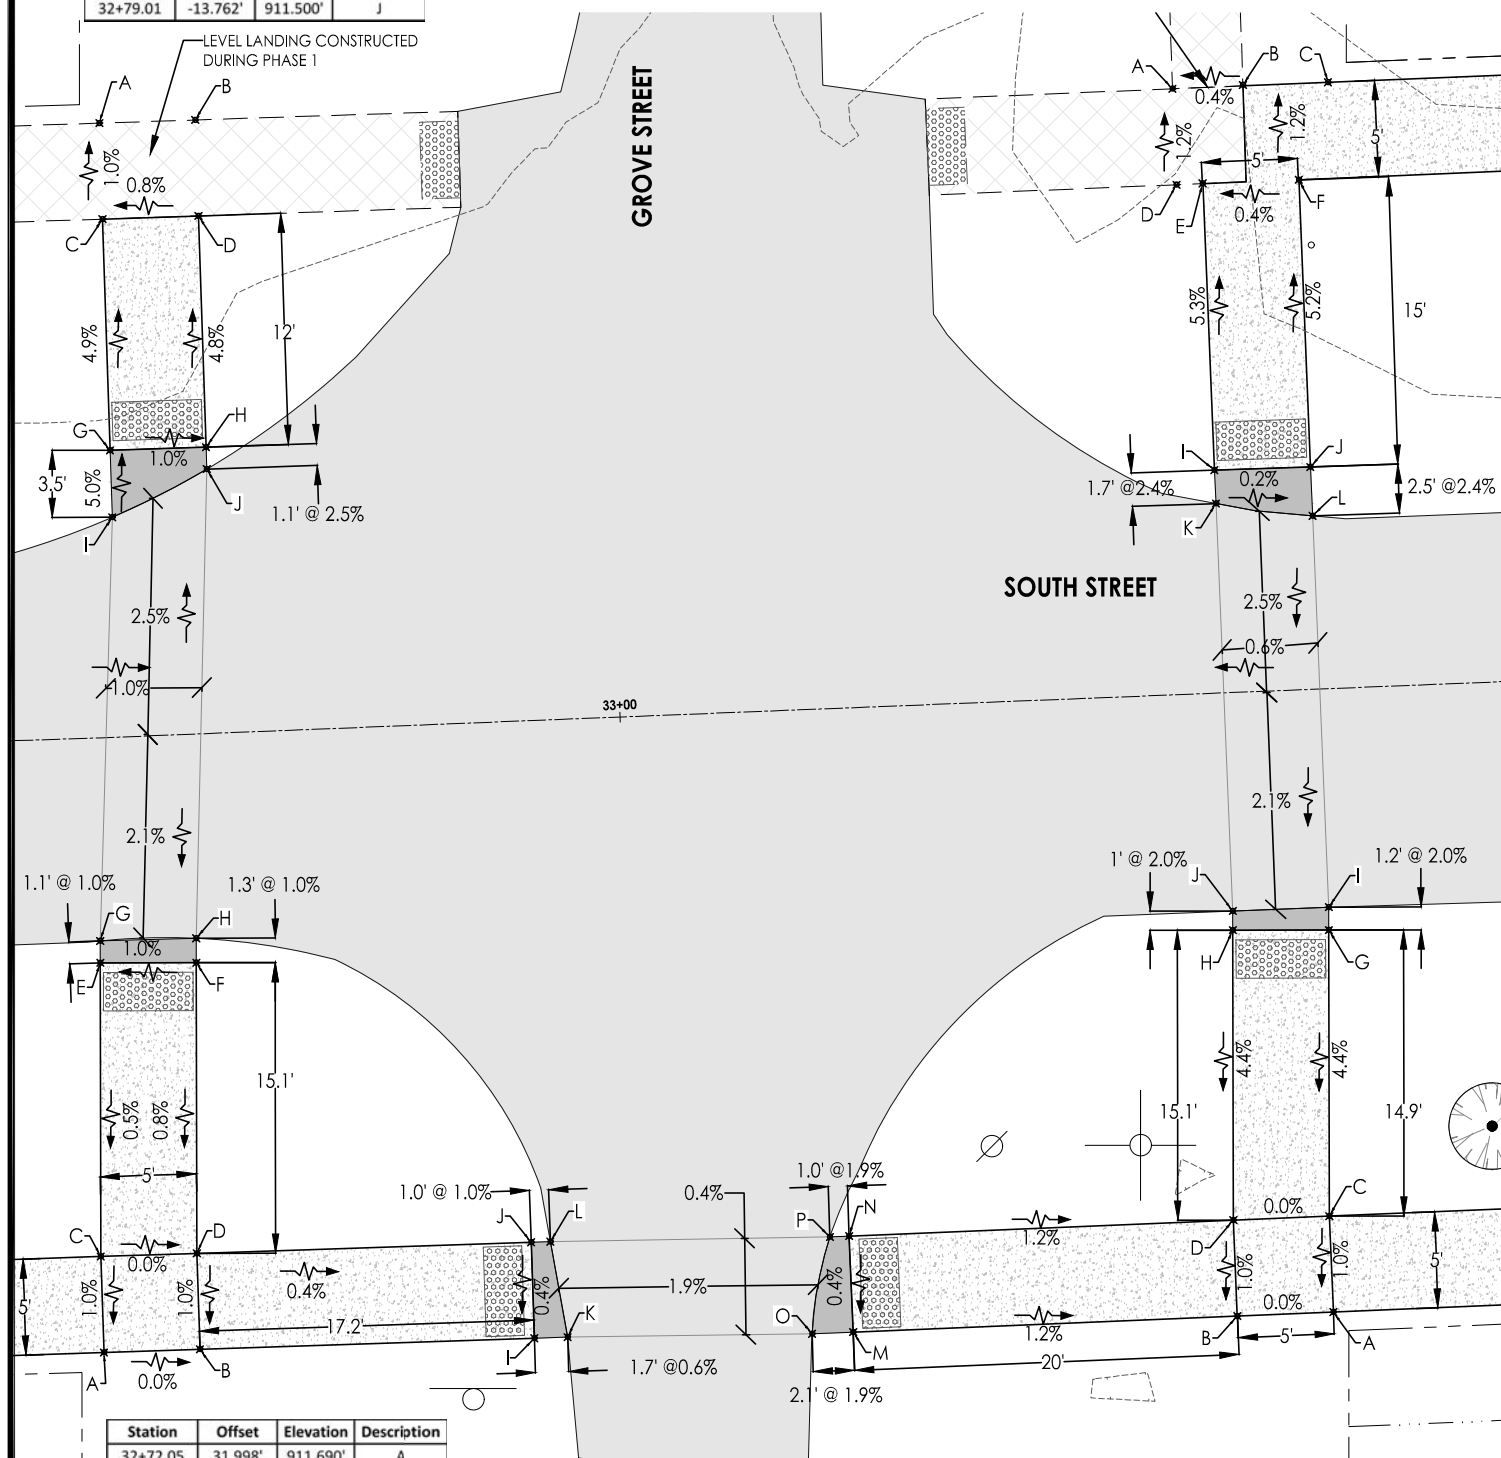 32+79.01 -13.762' 911.500' J
LEVEL LANDING CONSTRUCTED
DURING PHASE 1
A
B
1.0%
0.8%
C
D
4.9%
4.8%
12'
G
H
1.0%
3.5'
5.0%
J
1.1' @ 2.5%
I
GROVE STREET
A
B
C
0.4%
1.2%
1.2%
5'
5'
D
E
F
0.4%
5.3%
5.2%
15'
I
J
1.7' @2.4%
0.2%
2.5' @2.4%
K
L
SOUTH STREET
2.5%
1.0%
2.5%
0.6%
33+00
2.1%
2.1%
1.1' @ 1.0%
1.3' @ 1.0%
G
H
1.0%
E
F
1' @ 2.0%
1.2' @ 2.0%
J
I
H
G
15.1'
0.5%
0.8%
5'
4.4%
4.4%
15.1'
14.9'
C
D
0.0%
1.0%
1.0%
0.4%
5'
17.2'
A
0.0%
B
1.0' @ 1.0%
J
L
0.4%
K
I
1.7' @0.6%
0.4%
1.9%
1.0' @1.9%
P
N
0.4%
O
M
2.1' @ 1.9%
1.2%
1.2%
20'
C
0.0%
D
1.0%
1.0%
5'
0.0%
B
5'
A
Station Offset Elevation Description
32+72.05 31.998' 911.690' A